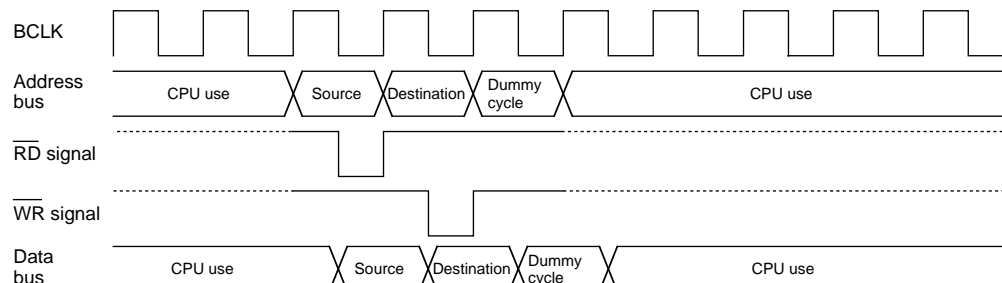 BCLK
Address
bus
CPU use
Source
Destination
Dummy
cycle
CPU use
RD signal
WR signal
Data
bus
CPU use
Source
Destination
Dummy
cycle
CPU use